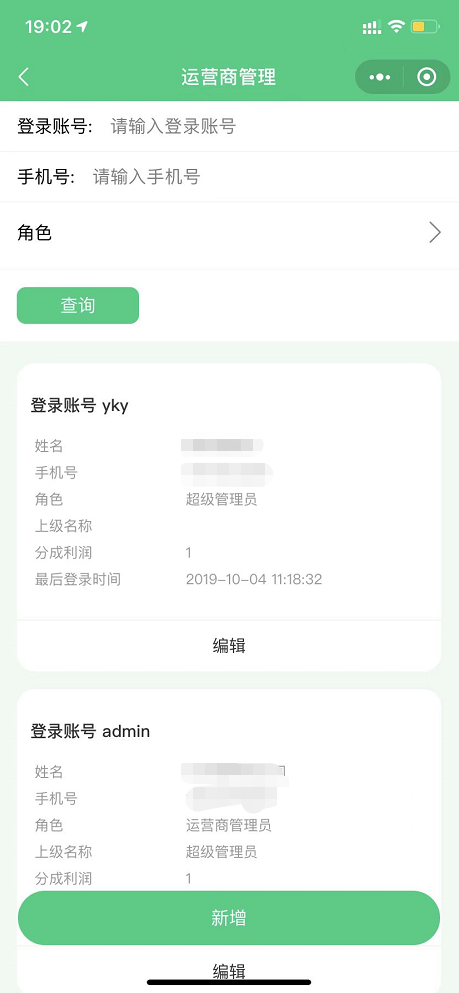 19:02
运营商管理
登录账号: 请输入登录账号
手机号: 请输入手机号
角色
查询
登录账号 yky
姓名
手机号
角色 超级管理员
上级名称
分成利润 1
最后登录时间 2019-10-04 11:18:32
编辑
登录账号 admin
姓名
手机号
角色 运营商管理员
上级名称 超级管理员
分成利润 1
新增
编辑